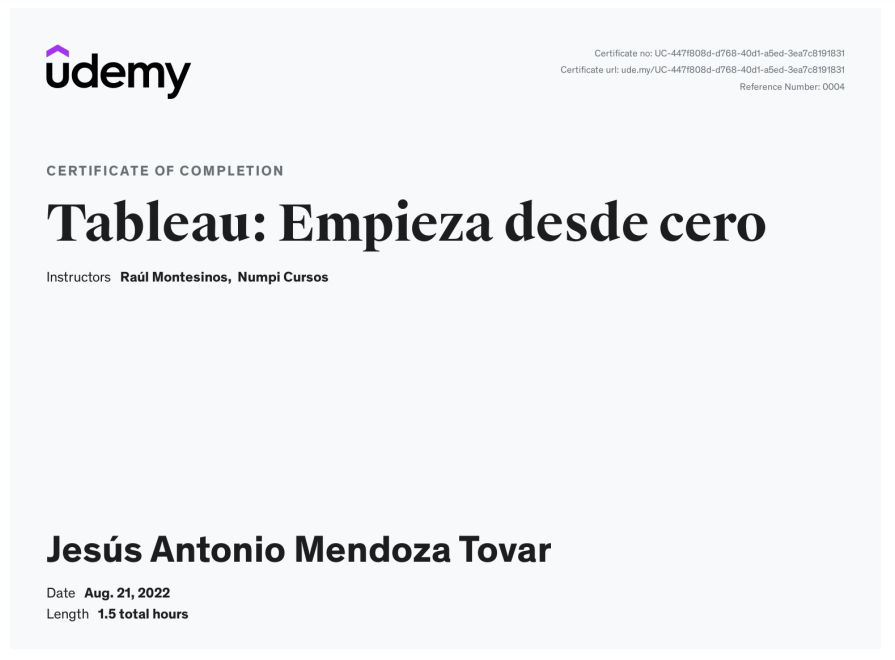 udemy
Certificate no: UC-447f808d-d768-40d1-a5ed-3ea7c8191831
Certificate url: ude.my/UC-447f808d-d768-40d1-a5ed-3ea7c8191831
Reference Number: 0004
CERTIFICATE OF COMPLETION
Tableau: Empieza desde cero
Instructors Raúl Montesinos, Numpi Cursos
Jesús Antonio Mendoza Tovar
Date Aug. 21, 2022
Length 1.5 total hours